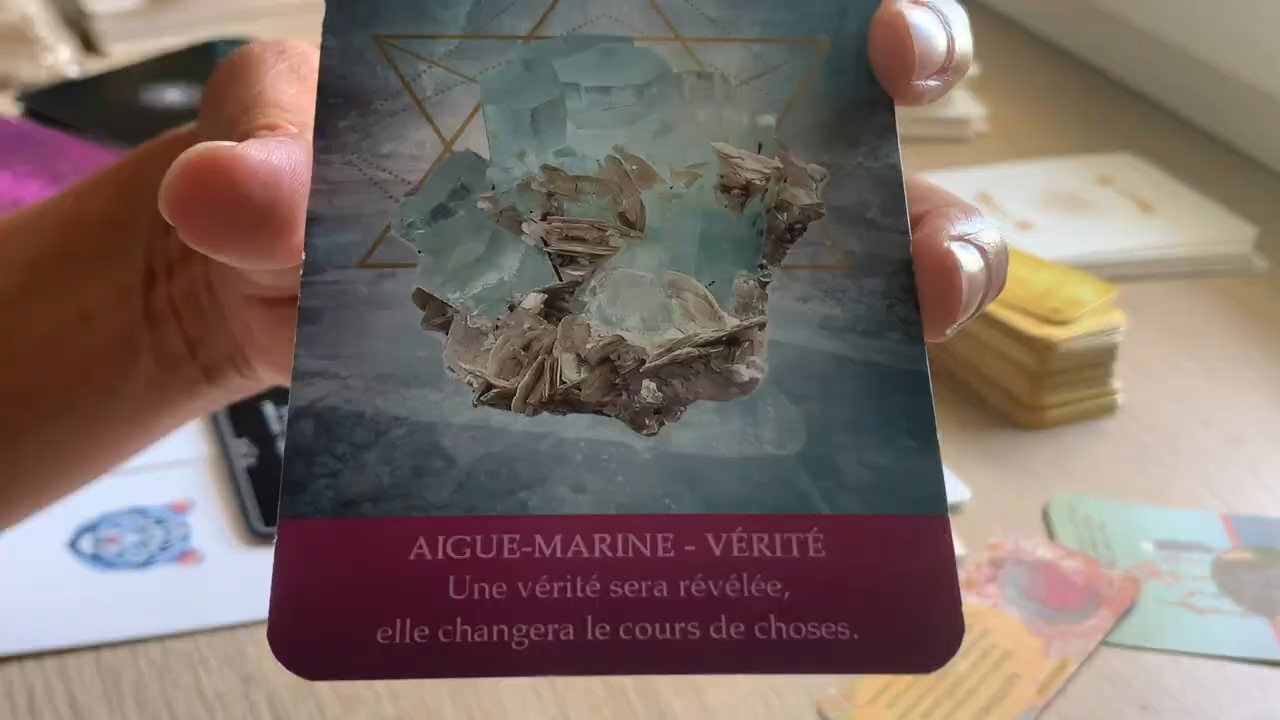 AIGUE-MARINE - VÉRITÉ
Une vérité sera révélée,
elle changera le cours de choses.